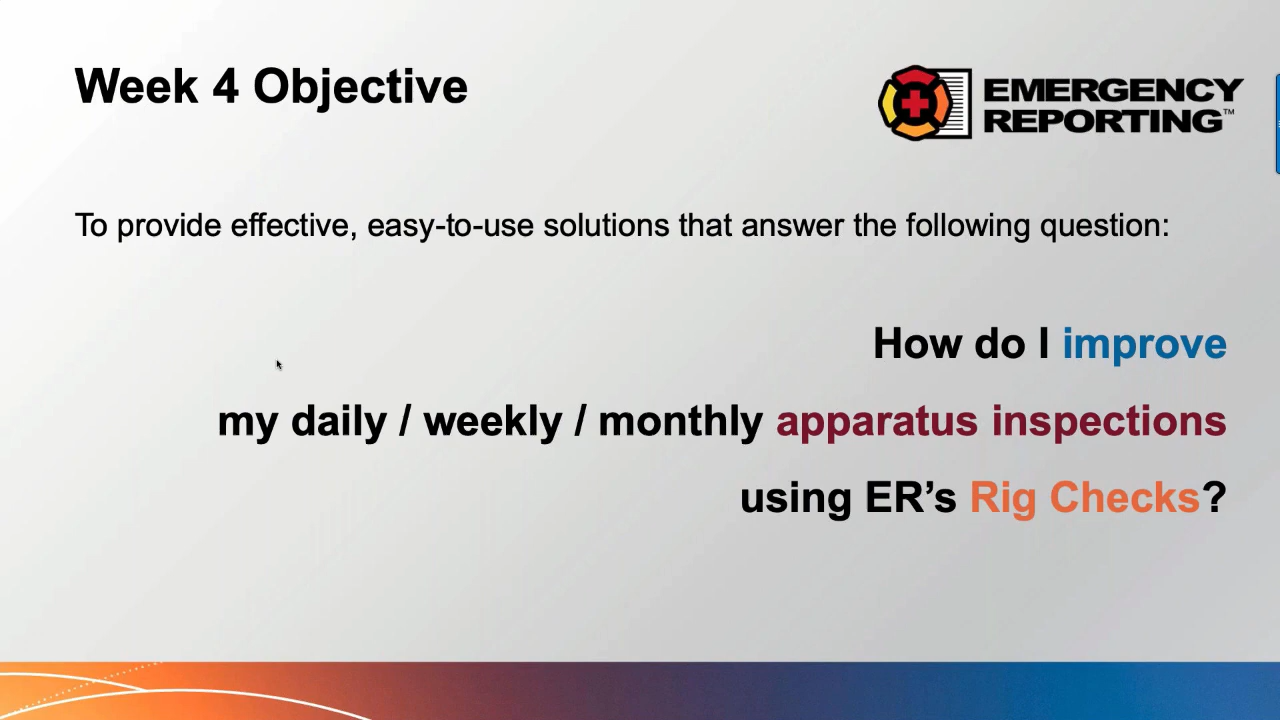 Week 4 Objective
EMERGENCY
REPORTING™
To provide effective, easy-to-use solutions that answer the following question:
How do I improve
my daily / weekly / monthly apparatus inspections
using ER’s Rig Checks?